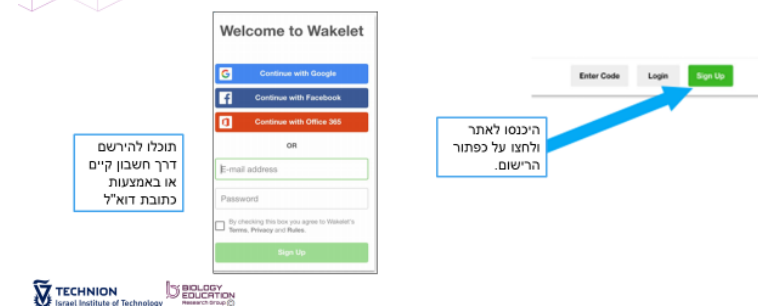 Welcome to Wakelet
Continue with Google
Continue with Facebook
Continue with Office 365
OR
E-mail address
Password
By checking this box you agree to Wakelet's
Terms, Privacy and Rules.
Sign Up
Enter Code Login Sign Up
היכנסו לאתר
ולחצו על כפתור
הרישום.
תוכלו להירשם
דרך חשבון קיים
או באמצעות
כתובת דוא"ל
TECHNION
Israel Institute of Technology
BIOLOGY
EDUCATION
Research Group